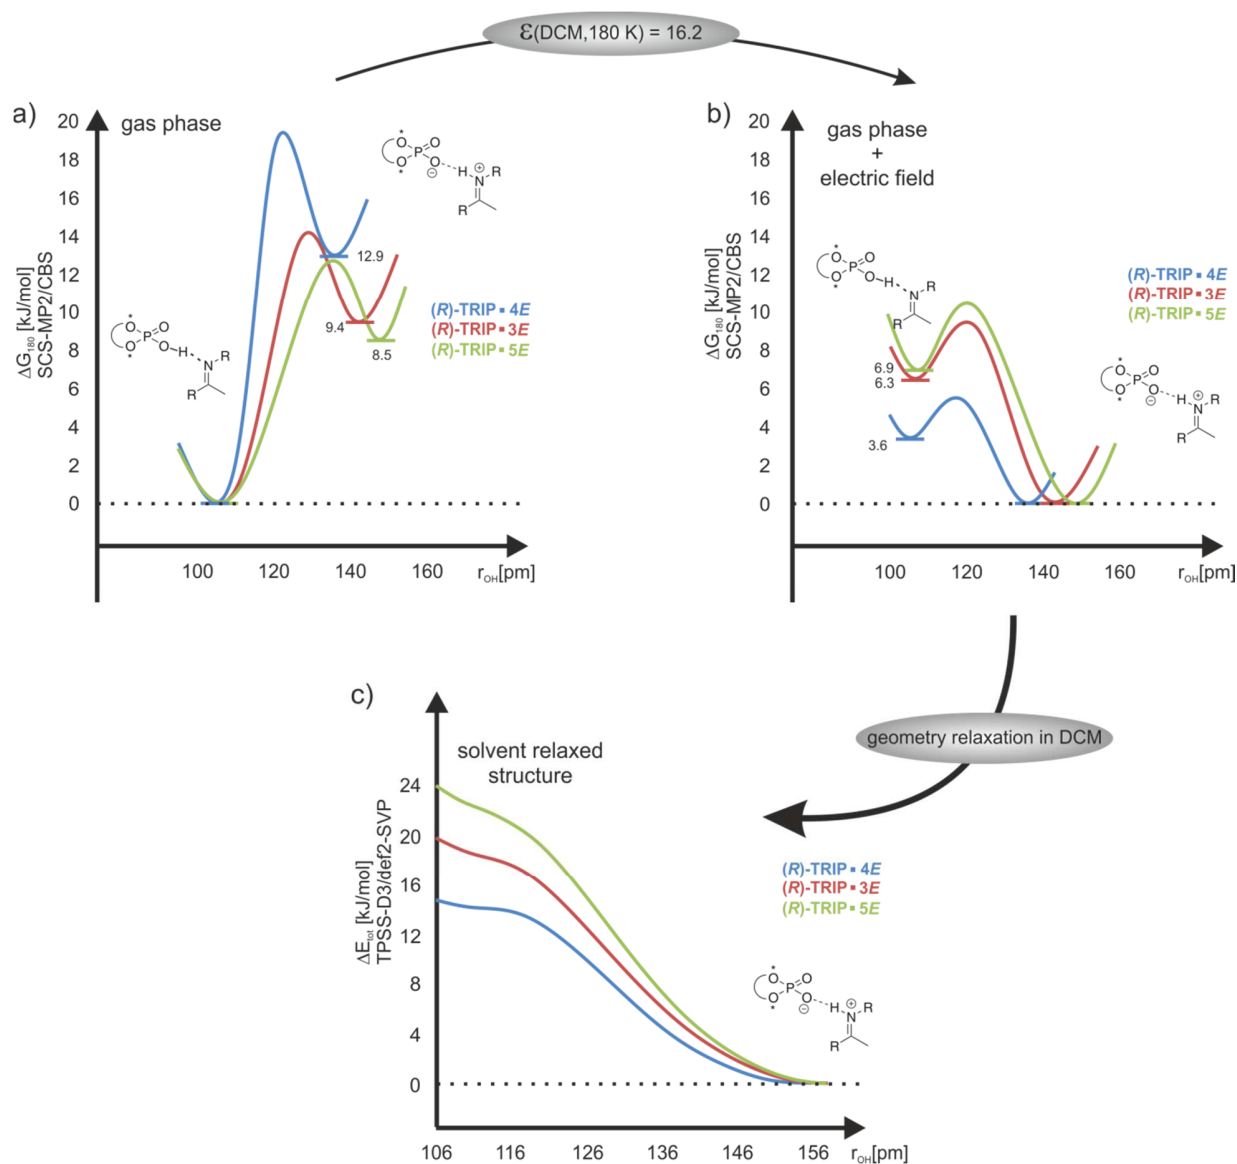 ε(DCM,180 K) = 16.2
a)
gas phase
ΔG₁₈₀ [kJ/mol]
SCS-MP2/CBS
20
18
16
14
12
10
8
6
4
2
0
12.9
9.4
8.5
(R)-TRIP▪4E
(R)-TRIP▪3E
(R)-TRIP▪5E
* O P O
O O H N R
* R
* O P O
O O ⊖ H N ⊕ R
* R
100 120 140 160 r_OH[pm]
b)
gas phase
+
electric field
ΔG₁₈₀ [kJ/mol]
SCS-MP2/CBS
20
18
16
14
12
10
8
6
4
2
0
6.9
6.3
3.6
(R)-TRIP▪4E
(R)-TRIP▪3E
(R)-TRIP▪5E
* O P O
O O H N R
* R
* O P O
O O ⊖ H N ⊕ R
* R
100 120 140 160 r_OH[pm]
geometry relaxation in DCM
c)
solvent relaxed
structure
ΔE_tot [kJ/mol]
TPSS-D3/def2-SVP
24
20
16
12
8
4
0
(R)-TRIP▪4E
(R)-TRIP▪3E
(R)-TRIP▪5E
* O P O
O O ⊖ H N ⊕ R
* R
106 116 126 136 146 156 r_OH[pm]